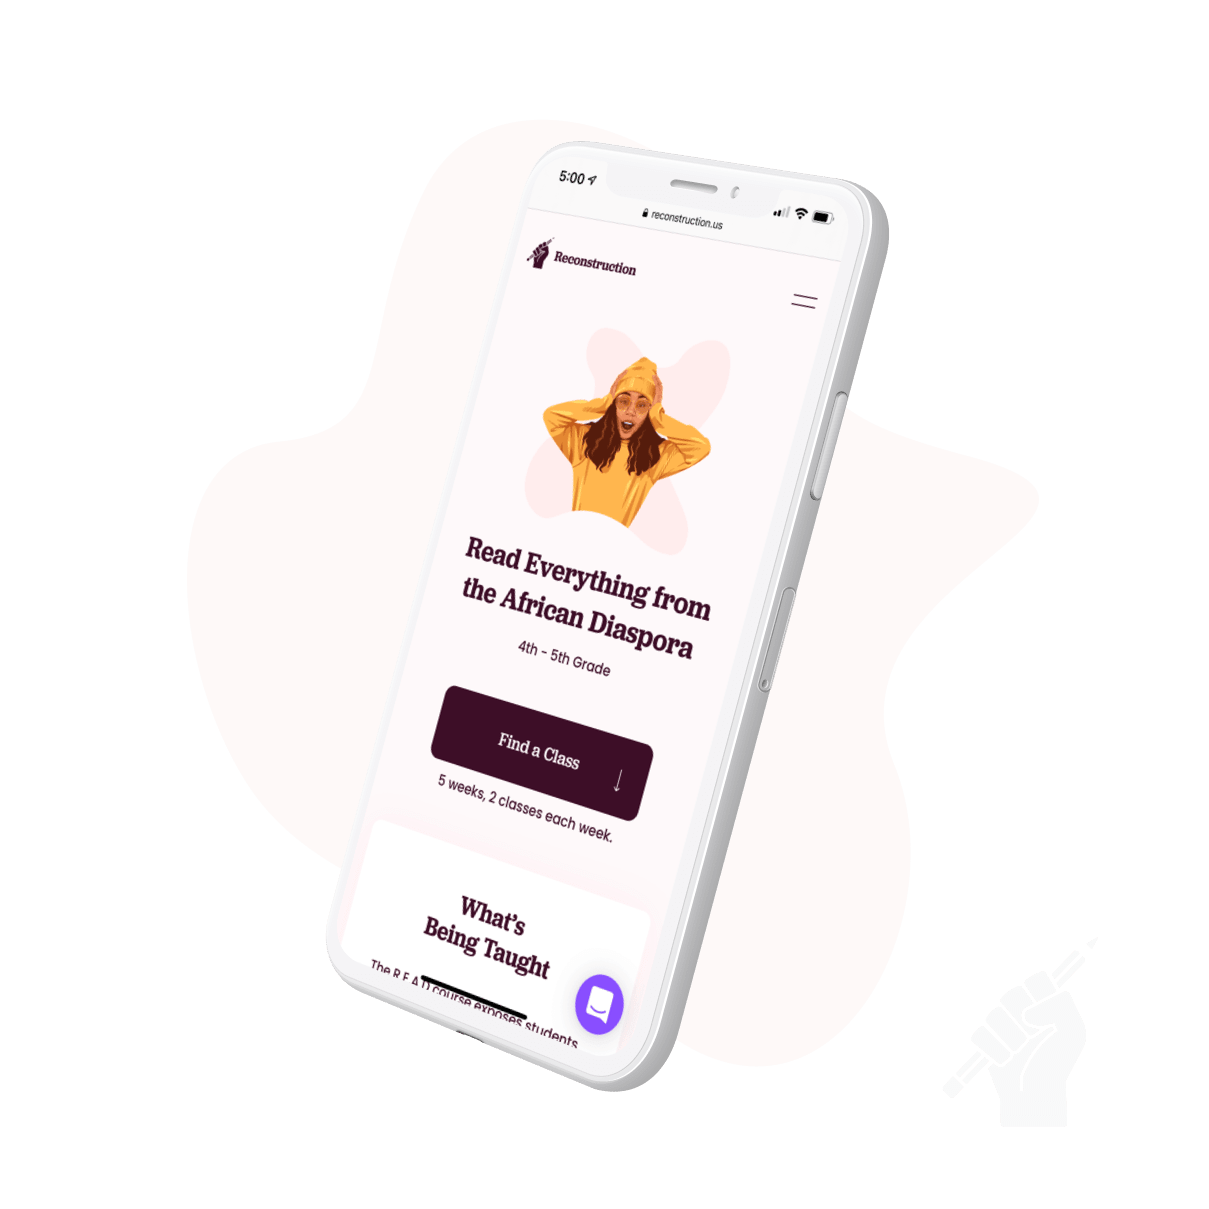 5:00
reconstruction.us
Reconstruction
Read Everything from
the African Diaspora
4th - 5th Grade
Find a Class
5 weeks, 2 classes each week.
What's
Being Taught
The R.E.A.D course exposes students